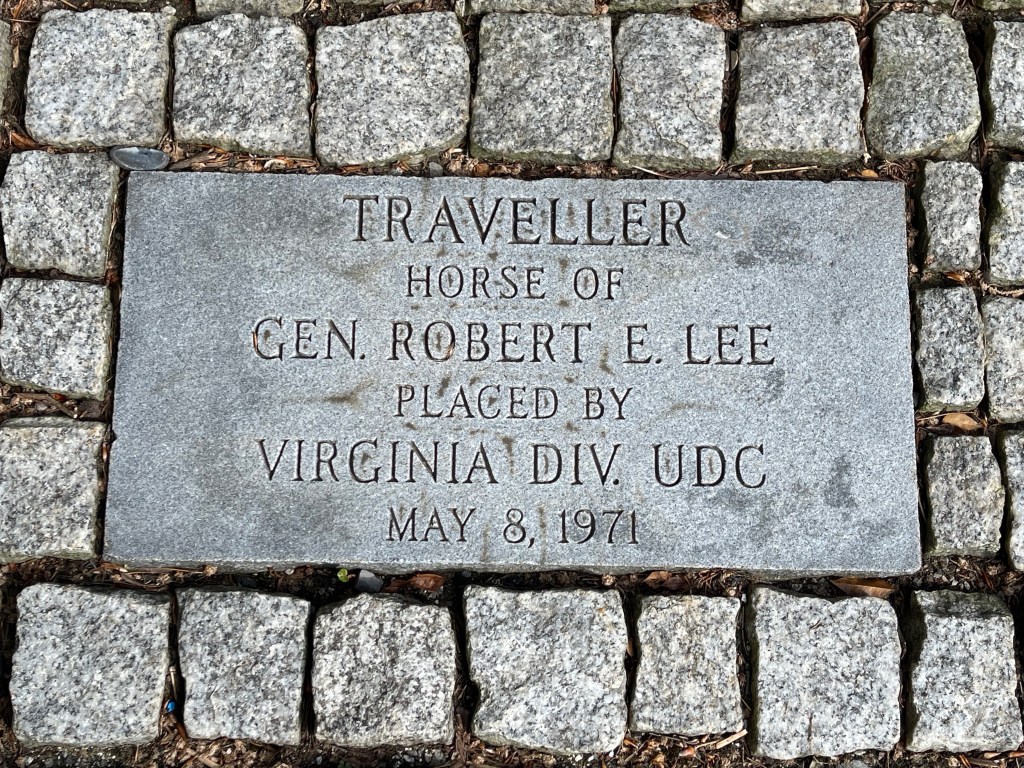 TRAVELLER
HORSE OF
GEN. ROBERT E. LEE
PLACED BY
VIRGINIA DIV. UDC
MAY 8, 1971